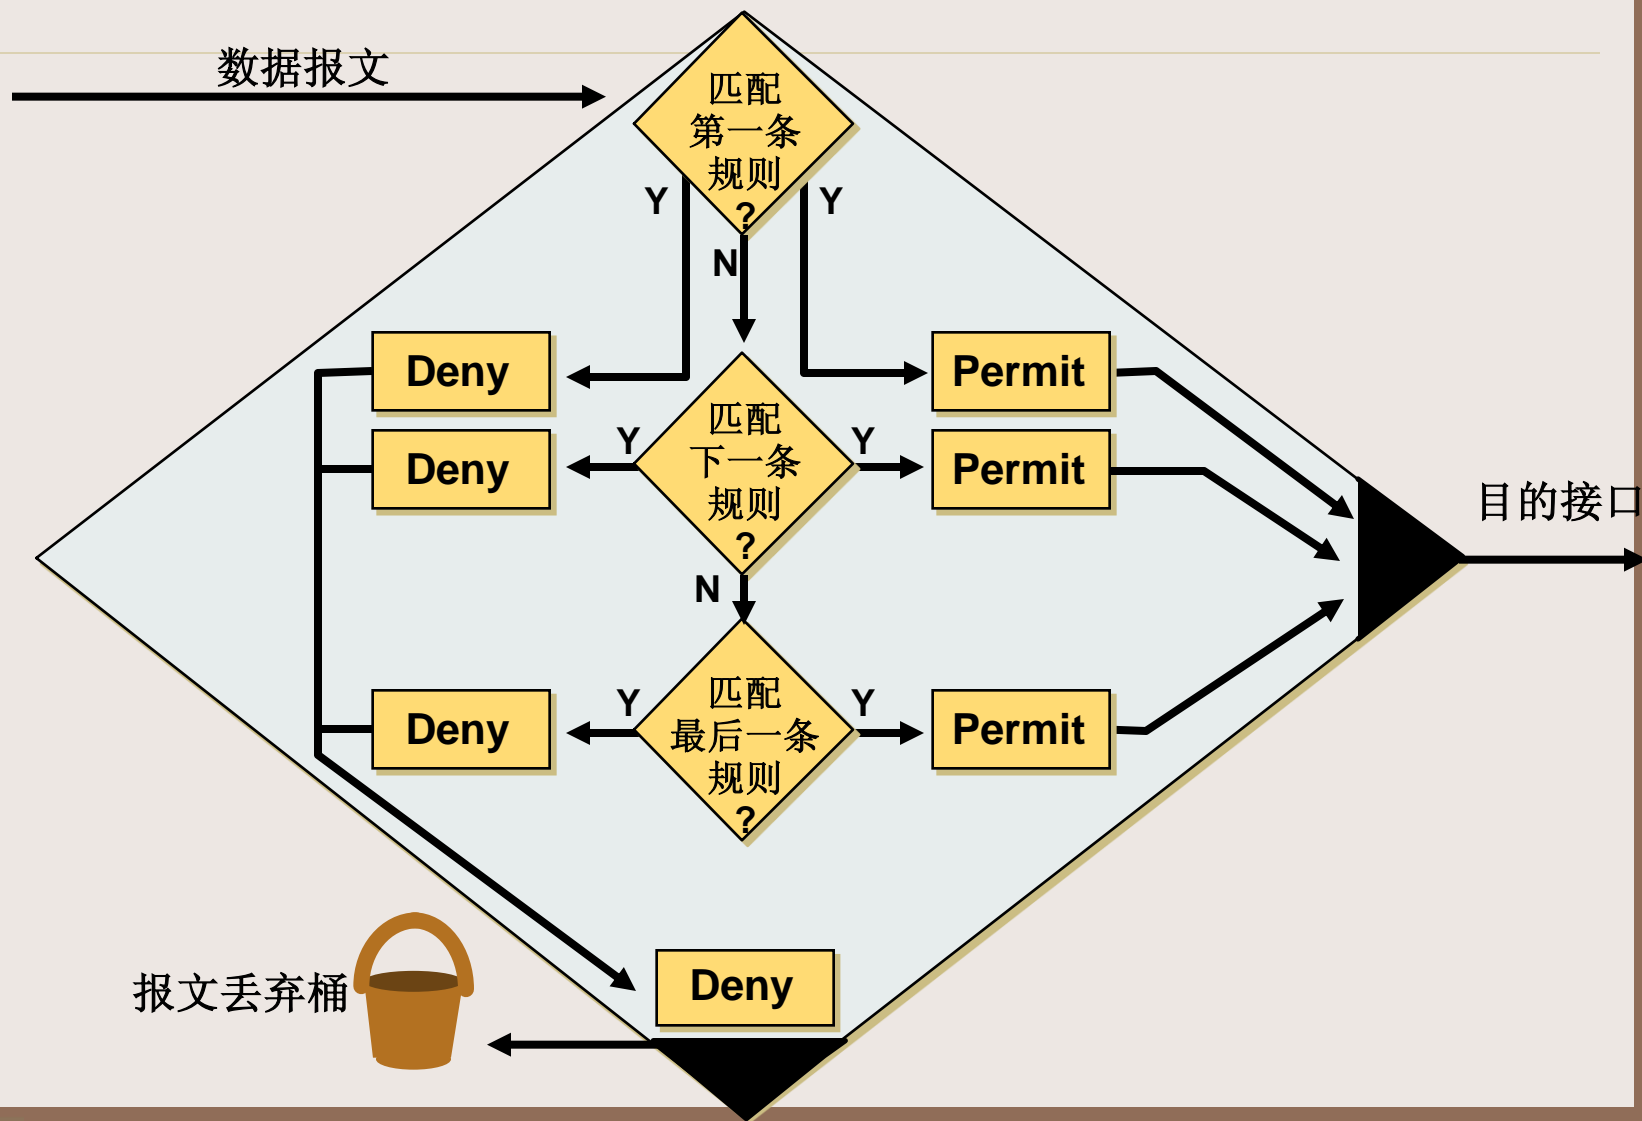 数据报文
匹配
第一条
规则
?
Y
Y
N
Deny
Permit
匹配
下一条
规则
?
Y
Y
Deny
Permit
目的接口
N
匹配
最后一条
规则
?
Y
Y
Deny
Permit
Deny
报文丢弃桶